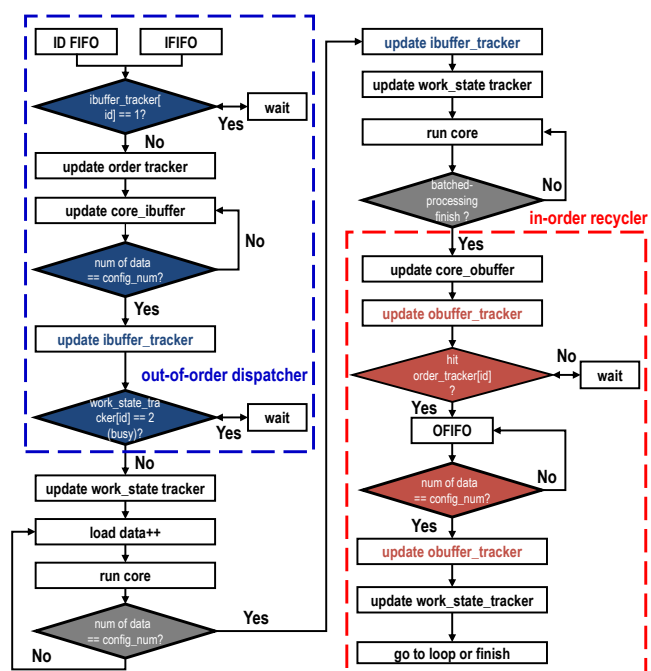 ID FIFO
IFIFO
ibuffer_tracker[
id] == 1?
wait
Yes
No
update order tracker
update core_ibuffer
No
num of data
== config_num?
Yes
update ibuffer_tracker
out-of-order dispatcher
work_state_tra
cker[id] == 2
(busy)?
wait
Yes
No
update work_state tracker
load data++
run core
num of data
== config_num?
Yes
No
update ibuffer_tracker
update work_state tracker
run core
batched-
processing
finish ?
No
in-order recycler
Yes
update core_obuffer
update obuffer_tracker
hit
order_tracker[id]
?
No
wait
Yes
OFIFO
No
num of data
== config_num?
Yes
update obuffer_tracker
update work_state_tracker
go to loop or finish